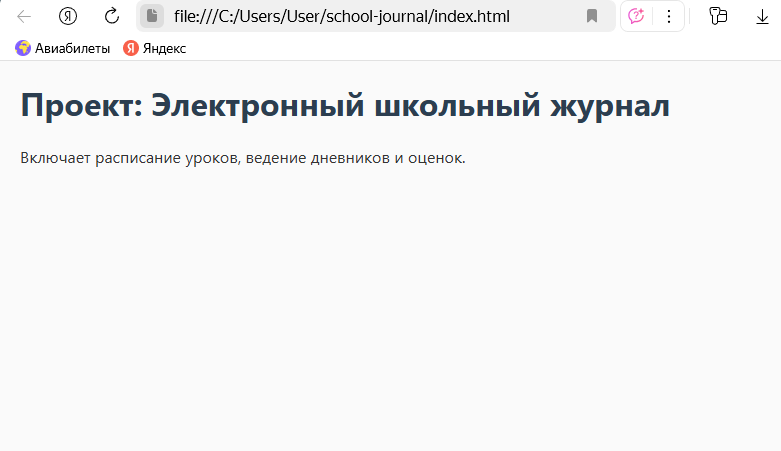 file:///C:/Users/User/school-journal/index.html
Авиабилеты Я Яндекс
Проект: Электронный школьный журнал
Включает расписание уроков, ведение дневников и оценок.